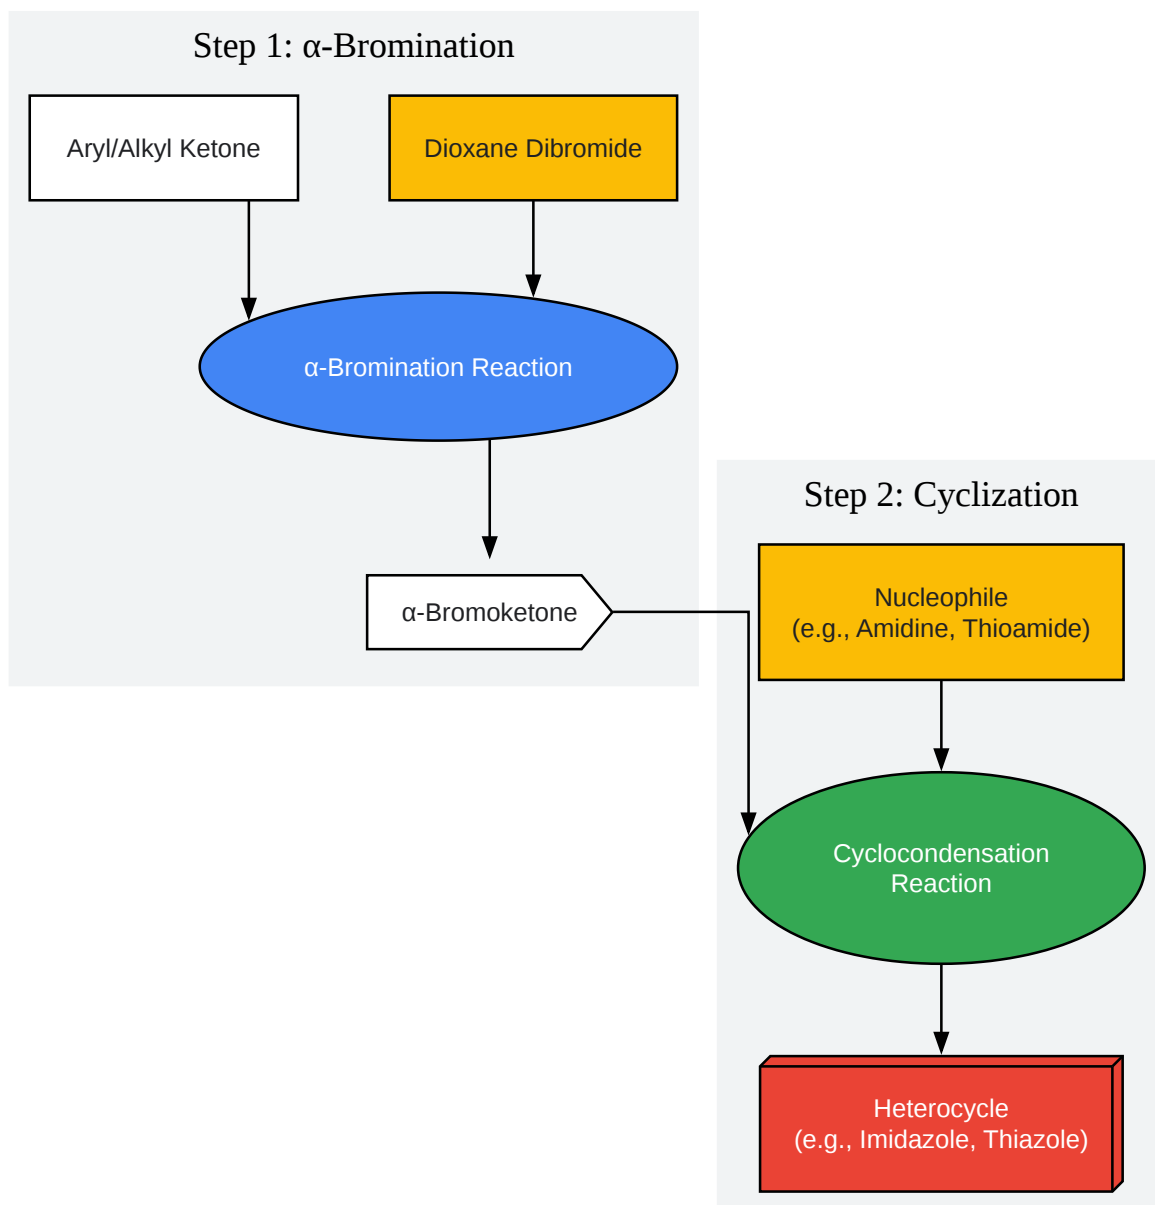 Step 1: α-Bromination
Aryl/Alkyl Ketone
Dioxane Dibromide
α-Bromination Reaction
α-Bromoketone
Step 2: Cyclization
Nucleophile
(e.g., Amidine, Thioamide)
Cyclocondensation
Reaction
Heterocycle
(e.g., Imidazole, Thiazole)